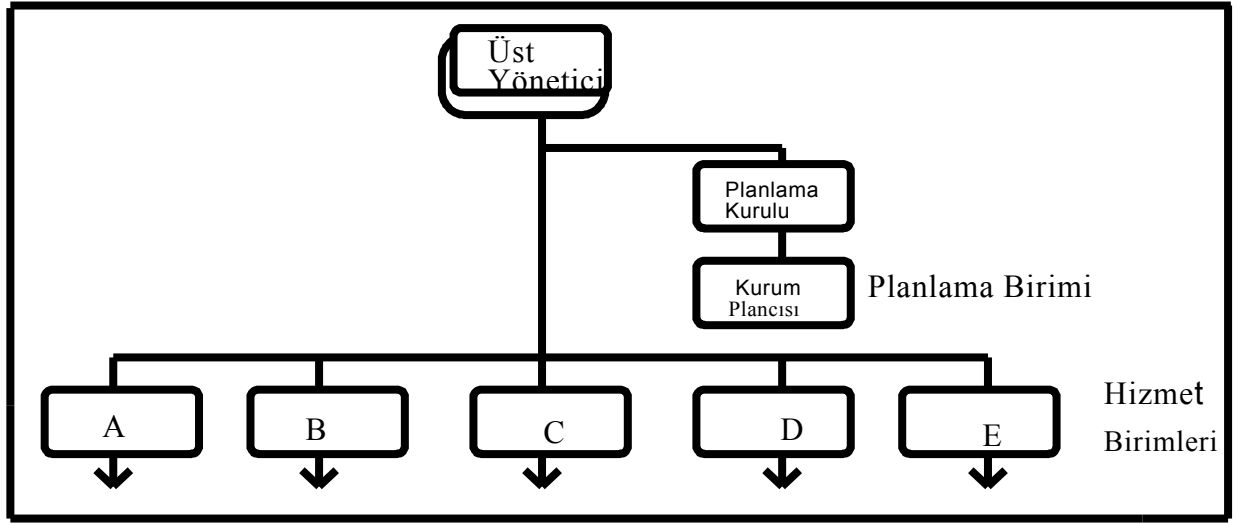 Üst
Yönetici
Planlama
Kurulu
Kurum
Plancısı
Planlama Birimi
A
B
C
D
E
Hizmet
Birimleri